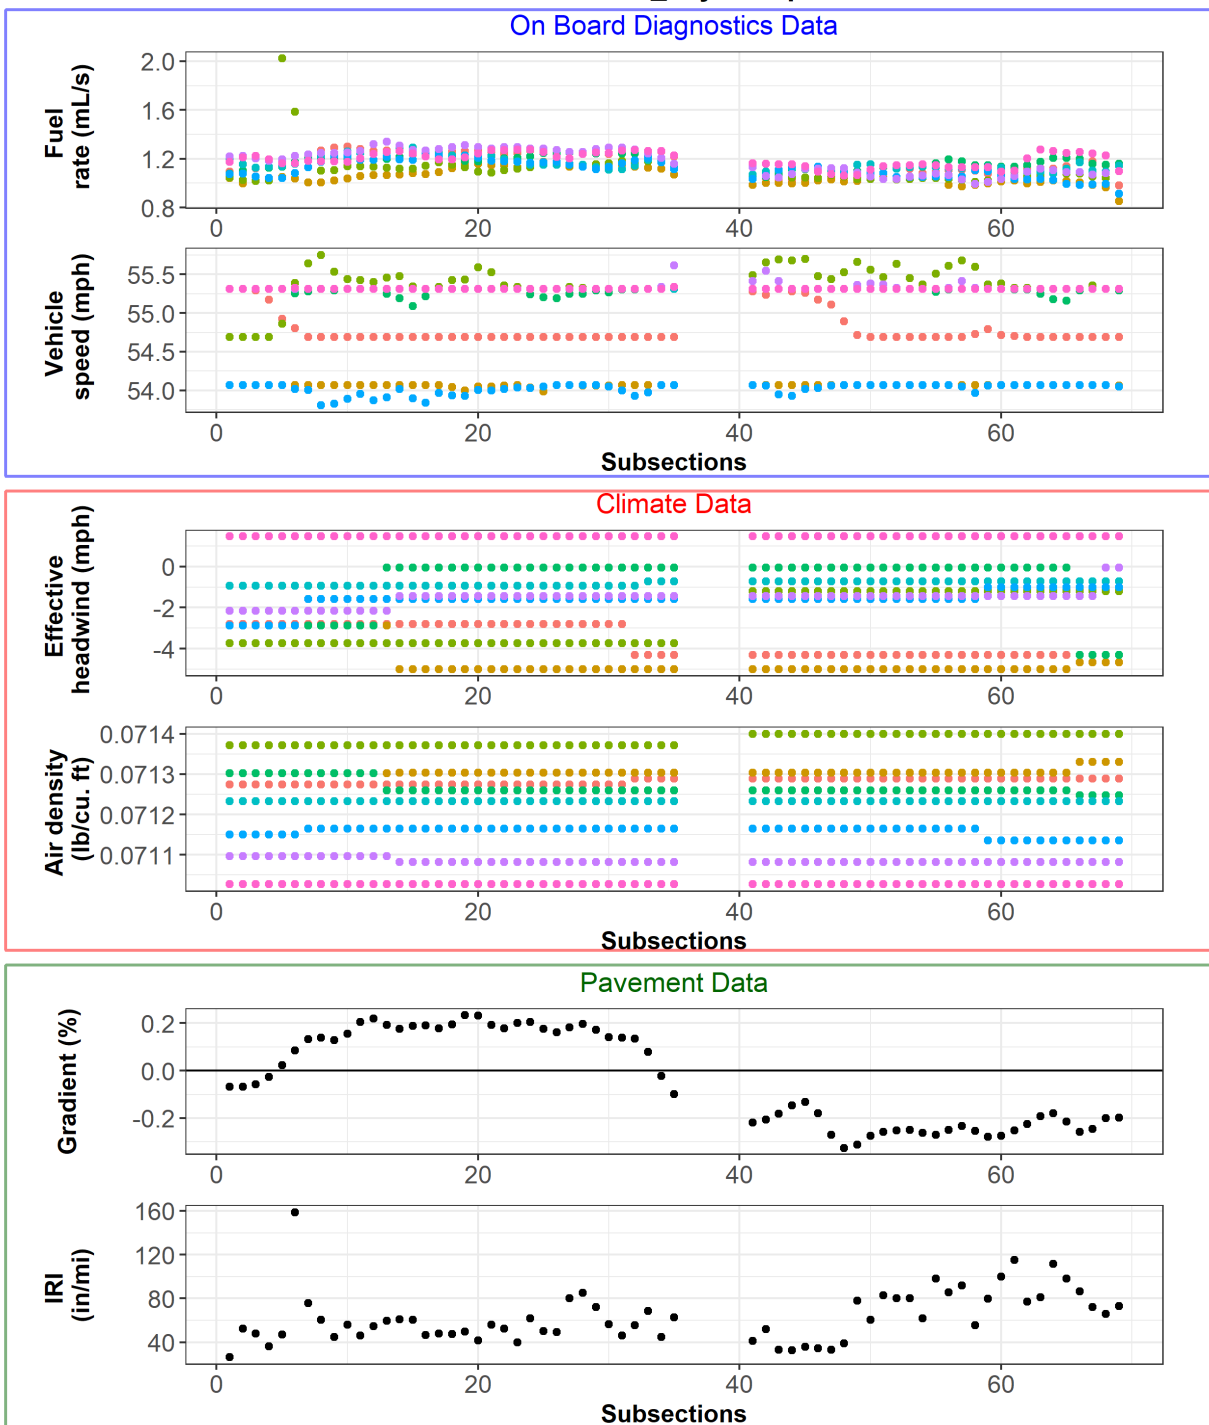 On Board Diagnostics Data
Fuel
rate (mL/s)
2.0
1.6
1.2
0.8
0 20 40 60
Vehicle
speed (mph)
55.5
55.0
54.5
54.0
0 20 40 60
Subsections
Climate Data
Effective
headwind (mph)
0
-2
-4
0 20 40 60
Air density
(lb/cu. ft)
0.0714
0.0713
0.0712
0.0711
0 20 40 60
Subsections
Pavement Data
Gradient (%)
0.2
0.0
-0.2
0 20 40 60
IRI
(in/mi)
160
120
80
40
0 20 40 60
Subsections